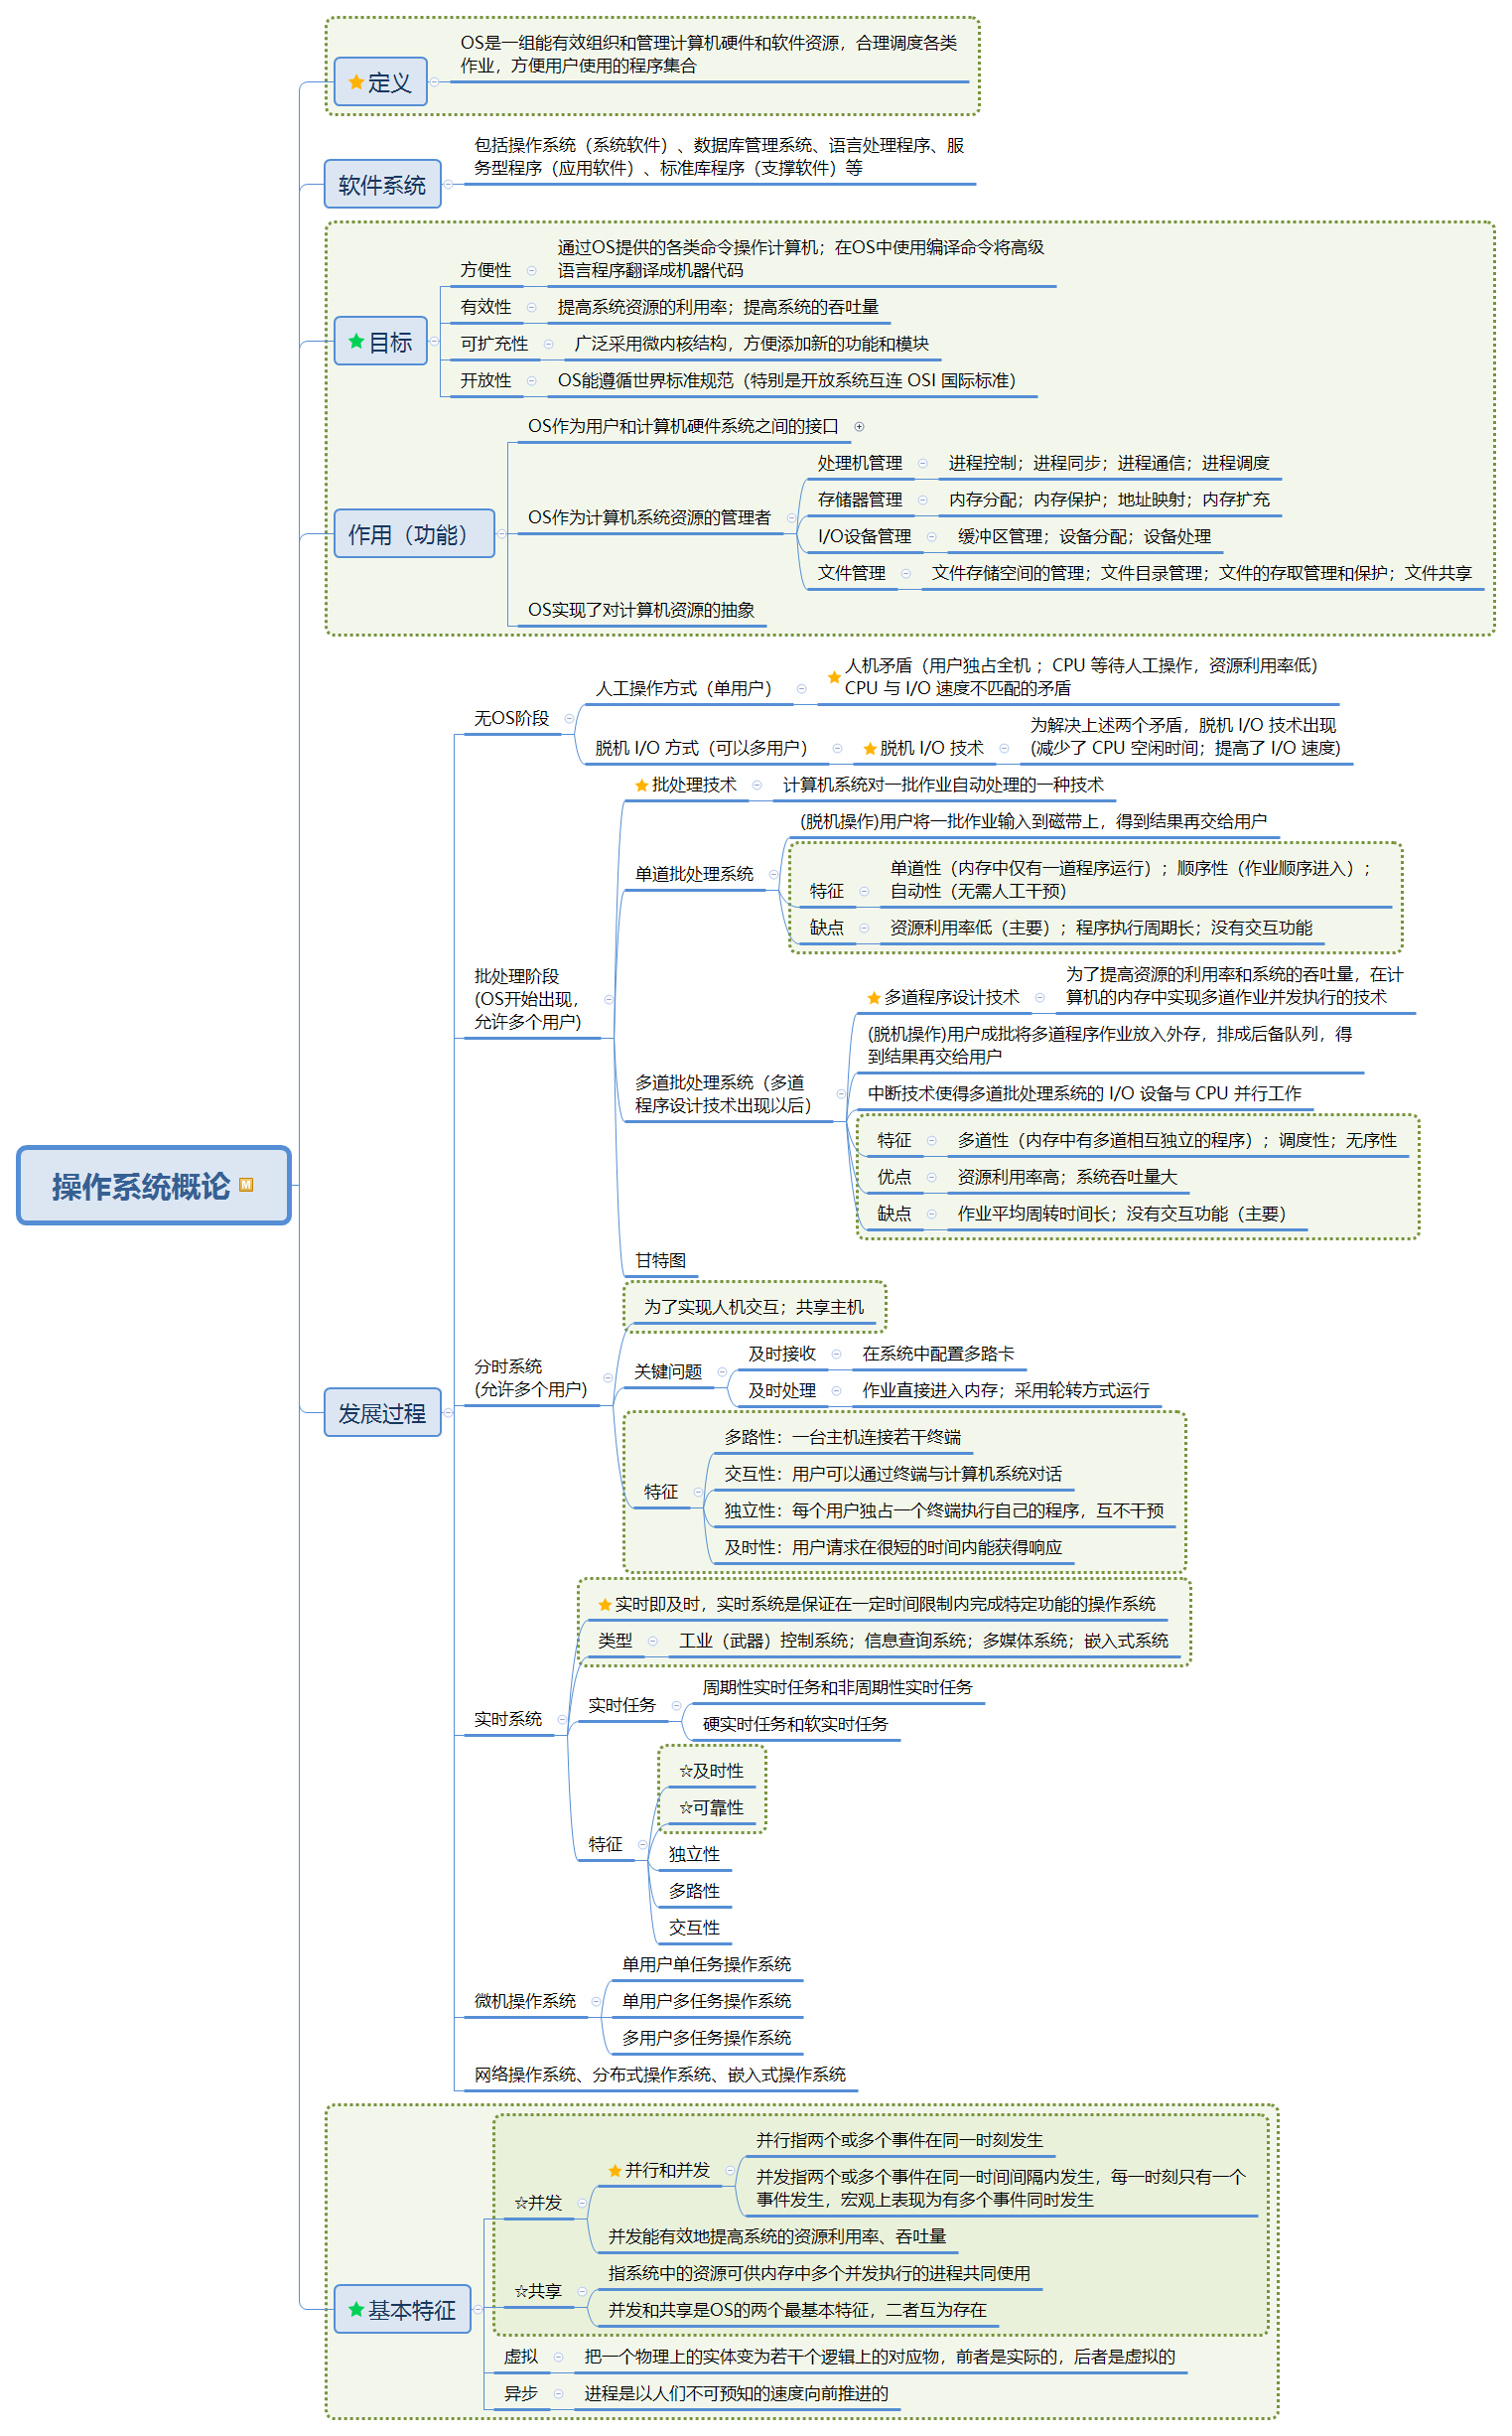 OS是一组能有效组织和管理计算机硬件和软件资源，合理调度各类
作业，方便用户使用的程序集合
定义
包括操作系统（系统软件）、数据库管理系统、语言处理程序、服
务型程序（应用软件）、标准库程序（支撑软件）等
软件系统
通过OS提供的各类命令操作计算机；在OS中使用编译命令将高级
语言程序翻译成机器代码
方便性
有效性
提高系统资源的利用率；提高系统的吞吐量
目标
可扩充性
广泛采用微内核结构，方便添加新的功能和模块
开放性
OS能遵循世界标准规范（特别是开放系统互连 OSI 国际标准）
OS作为用户和计算机硬件系统之间的接口
处理机管理
进程控制；进程同步；进程通信；进程调度
存储器管理
内存分配；内存保护；地址映射；内存扩充
OS作为计算机系统资源的管理者
作用（功能）
I/O设备管理
缓冲区管理；设备分配；设备处理
文件管理
文件存储空间的管理；文件目录管理；文件的存取管理和保护；文件共享
OS实现了对计算机资源的抽象
人工操作方式（单用户）
人机矛盾（用户独占全机 ；CPU 等待人工操作，资源利用率低）
CPU 与 I/O 速度不匹配的矛盾
无OS阶段
脱机 I/O 方式（可以多用户）
脱机 I/O 技术
为解决上述两个矛盾，脱机 I/O 技术出现
(减少了 CPU 空闲时间；提高了 I/O 速度)
批处理技术
计算机系统对一批作业自动处理的一种技术
(脱机操作)用户将一批作业输入到磁带上，得到结果再交给用户
单道批处理系统
特征
单道性（内存中仅有一道程序运行）；顺序性（作业顺序进入）；
自动性（无需人工干预）
缺点
资源利用率低（主要）；程序执行周期长；没有交互功能
批处理阶段
(OS开始出现，
允许多个用户)
多道程序设计技术
为了提高资源的利用率和系统的吞吐量，在计
算机的内存中实现多道作业并发执行的技术
(脱机操作)用户成批将多道程序作业放入外存，排成后备队列，得
到结果再交给用户
多道批处理系统（多道
程序设计技术出现以后）
中断技术使得多道批处理系统的 I/O 设备与 CPU 并行工作
特征
多道性（内存中有多道相互独立的程序）；调度性；无序性
优点
资源利用率高；系统吞吐量大
缺点
作业平均周转时间长；没有交互功能（主要）
操作系统概论
M
甘特图
为了实现人机交互；共享主机
分时系统
(允许多个用户)
关键问题
及时接收
在系统中配置多路卡
及时处理
作业直接进入内存；采用轮转方式运行
发展过程
多路性：一台主机连接若干终端
交互性：用户可以通过终端与计算机系统对话
特征
独立性：每个用户独占一个终端执行自己的程序，互不干预
及时性：用户请求在很短的时间内能获得响应
实时即及时，实时系统是保证在一定时间限制内完成特定功能的操作系统
类型
工业（武器）控制系统；信息查询系统；多媒体系统；嵌入式系统
实时系统
实时任务
周期性实时任务和非周期性实时任务
硬实时任务和软实时任务
☆及时性
☆可靠性
特征
独立性
多路性
交互性
单用户单任务操作系统
微机操作系统
单用户多任务操作系统
多用户多任务操作系统
网络操作系统、分布式操作系统、嵌入式操作系统
并行指两个或多个事件在同一时刻发生
并行和并发
并发指两个或多个事件在同一时间间隔内发生，每一时刻只有一个
事件发生，宏观上表现为有多个事件同时发生
☆并发
并发能有效地提高系统的资源利用率、吞吐量
指系统中的资源可供内存中多个并发执行的进程共同使用
☆共享
并发和共享是OS的两个最基本特征，二者互为存在
基本特征
虚拟
把一个物理上的实体变为若干个逻辑上的对应物，前者是实际的，后者是虚拟的
异步
进程是以人们不可预知的速度向前推进的